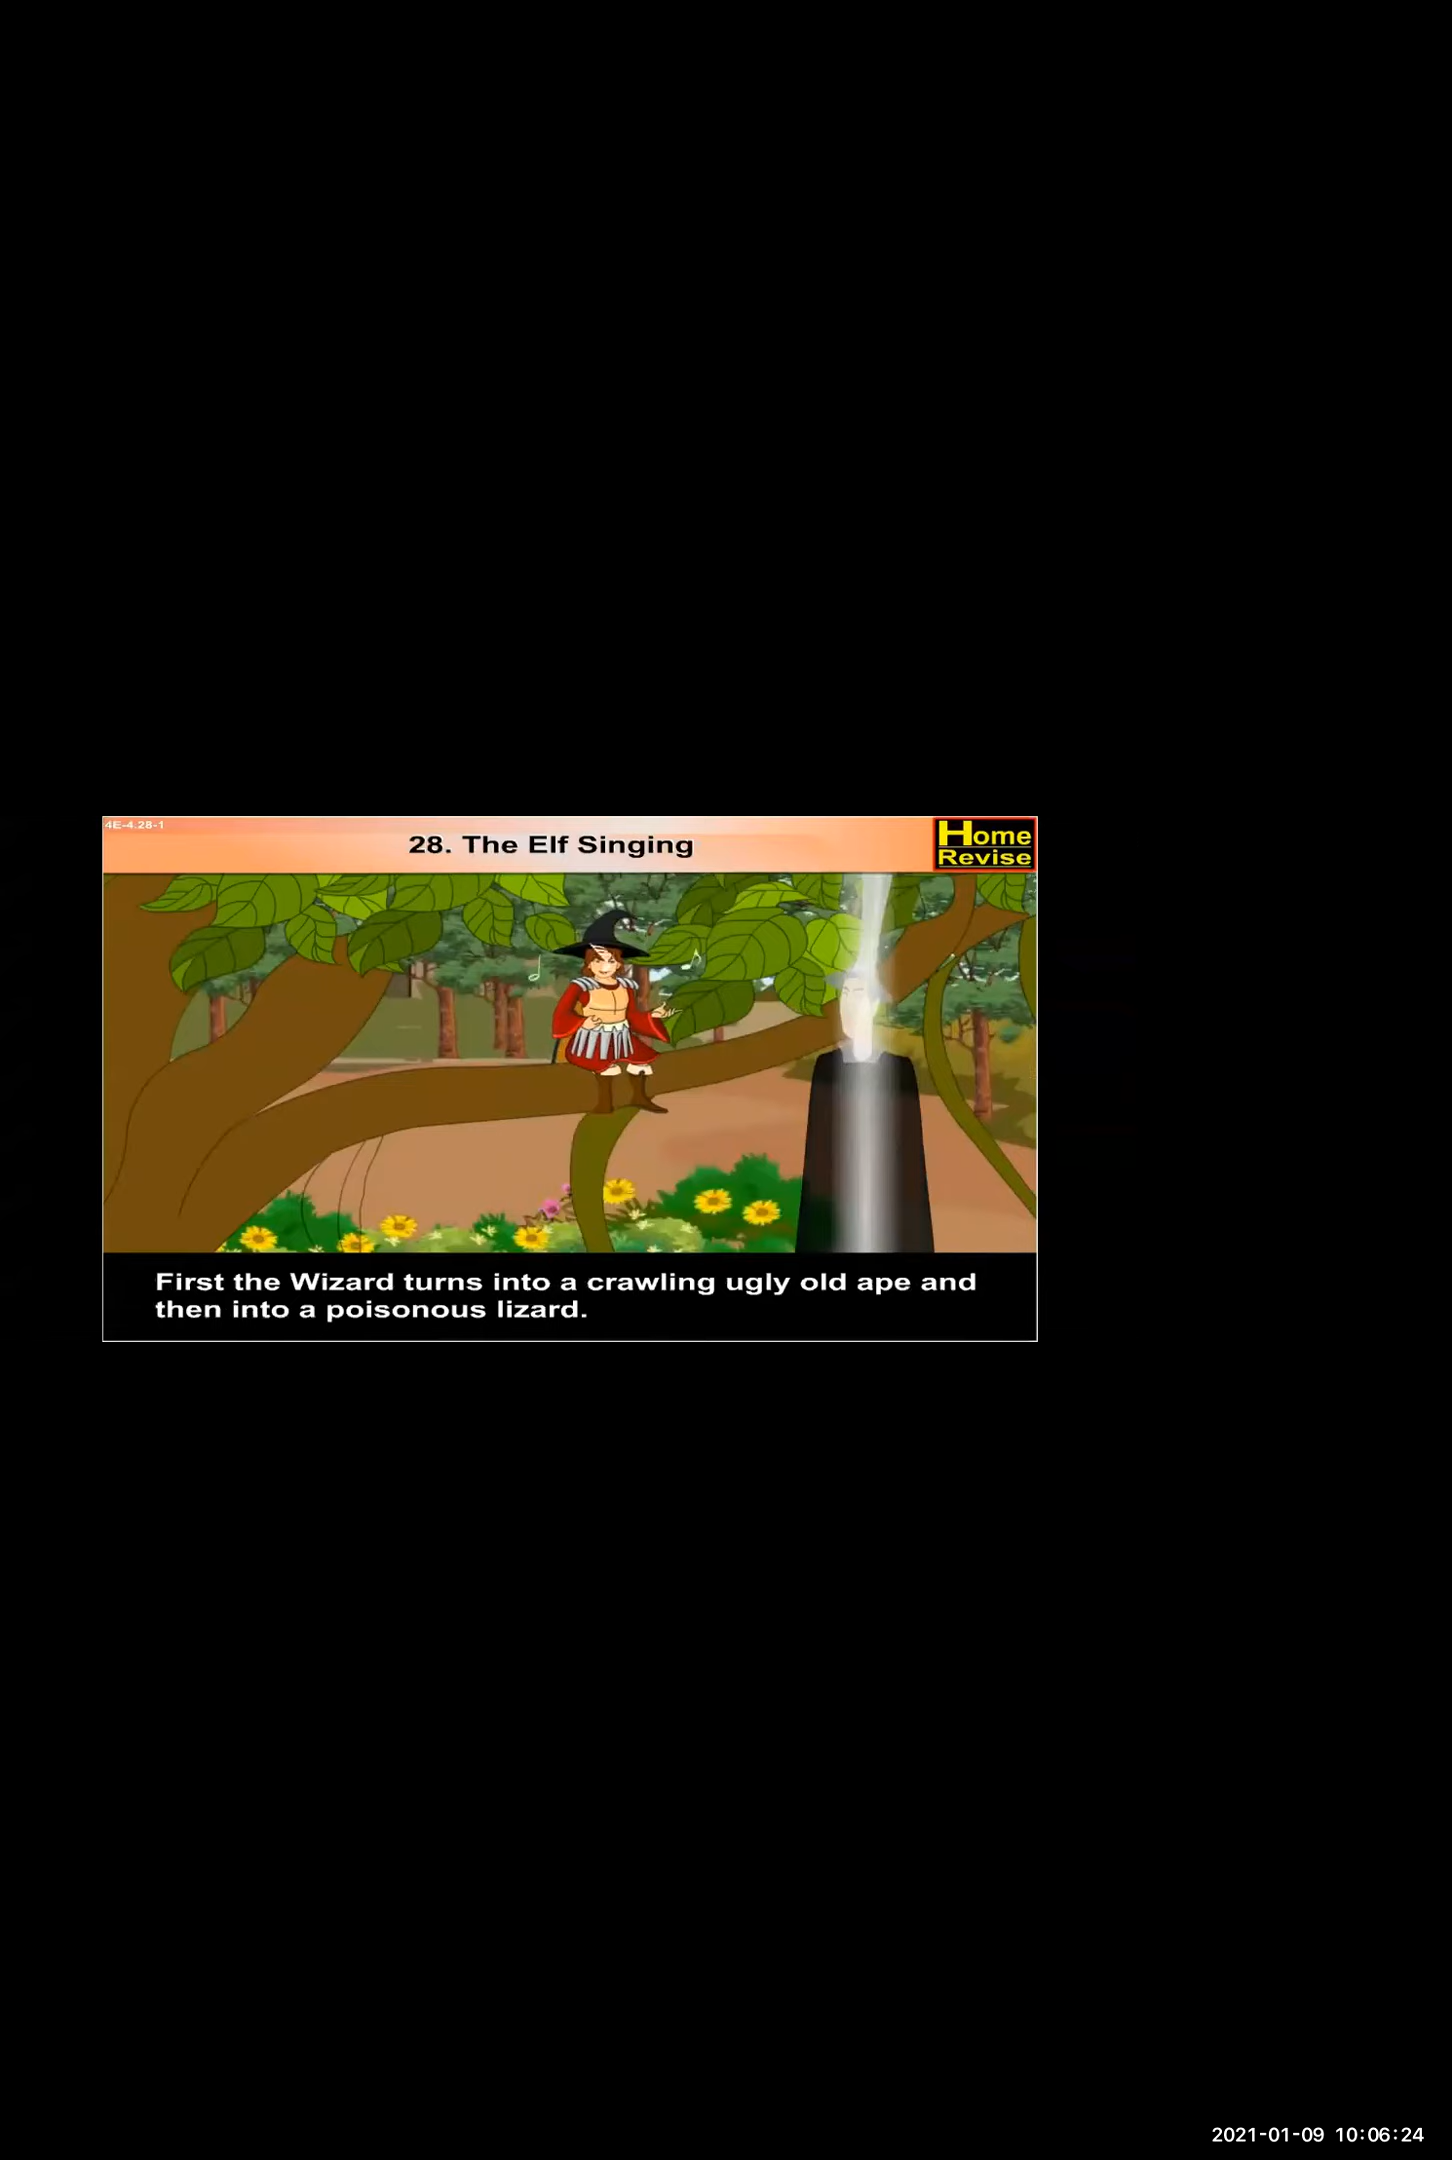 4E-4.28-1
28. The Elf Singing
Home
Revise
First the Wizard turns into a crawling ugly old ape and
then into a poisonous lizard.
2021-01-09 10:06:24